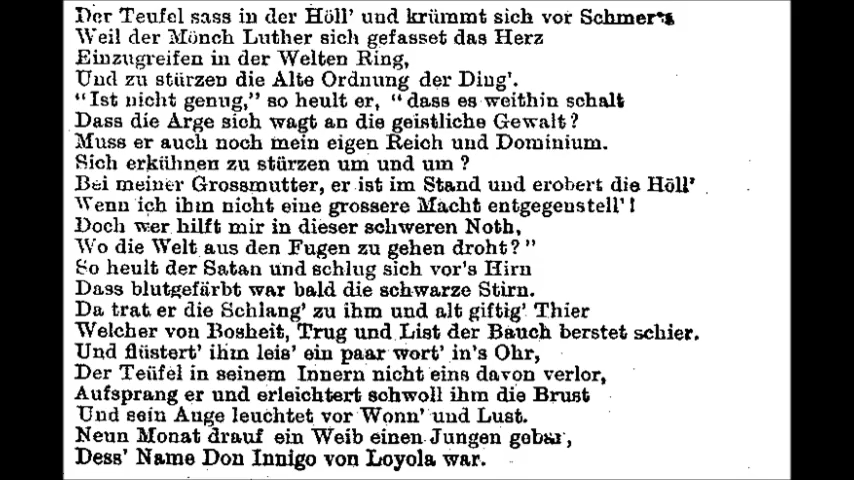 Der Teufel sass in der Höll' und krümmt sich vor Schmerz
Weil der Mönch Luther sich gefasset das Herz
Einzugreifen in der Welten Ring,
Und zu stürzen die Alte Ordnung der Ding'.
“Ist nicht genug,” so heult er, “dass es weithin schalt
Dass die Arge sich wagt an die geistliche Gewalt?
Muss er auch noch mein eigen Reich und Dominium.
Sich erkühnen zu stürzen um und um?
Bei meiner Grossmutter, er ist im Stand und erobert die Höll'
Wenn ich ihm nicht eine grossere Macht entgegenstell'!
Doch wer hilft mir in dieser schweren Noth,
Wo die Welt aus den Fugen zu gehen droht?”
So heult der Satan und schlug sich vor's Hirn
Dass blutgefärbt war bald die schwarze Stirn.
Da trat er die Schlang' zu ihm und alt giftig' Thier
Welcher von Bosheit, Trug und List der Bauch berstet schier.
Und flüstert' ihm leis' ein paar wort' in's Ohr,
Der Teüfel in seinem Innern nicht eins davon verlor,
Aufsprang er und erleichtert schwoll ihm die Brust
Und sein Auge leuchtet vor Wonn' und Lust.
Neun Monat drauf ein Weib einen Jungen gebar,
Dess' Name Don Innigo von Loyola war.